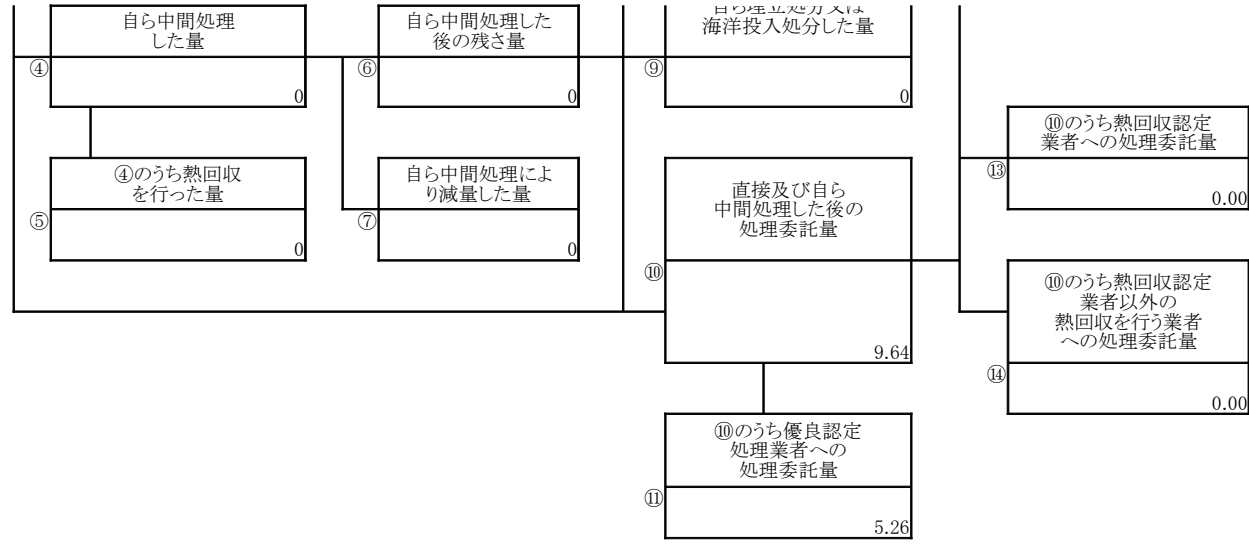 自ら中間処理
した量
④
0
自ら中間処理した
後の残さ量
⑥
0
自ら埋立処分又は
海洋投入処分した量
⑨
0
⑩のうち熱回収認定
業者への処理委託量
⑬
0.00
④のうち熱回収
を行った量
⑤
0
自ら中間処理によ
り減量した量
⑦
0
直接及び自ら
中間処理した後の
処理委託量
⑩
9.64
⑩のうち熱回収認定
業者以外の
熱回収を行う業者
への処理委託量
⑭
0.00
⑩のうち優良認定
処理業者への
処理委託量
⑪
5.26